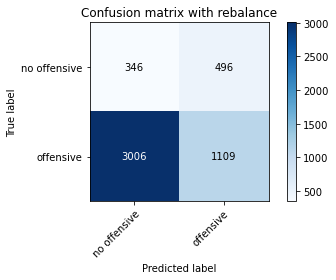 Confusion matrix with rebalance
no offensive
346
496
offensive
3006
1109
True label
no offensive
offensive
Predicted label
3000
2500
2000
1500
1000
500